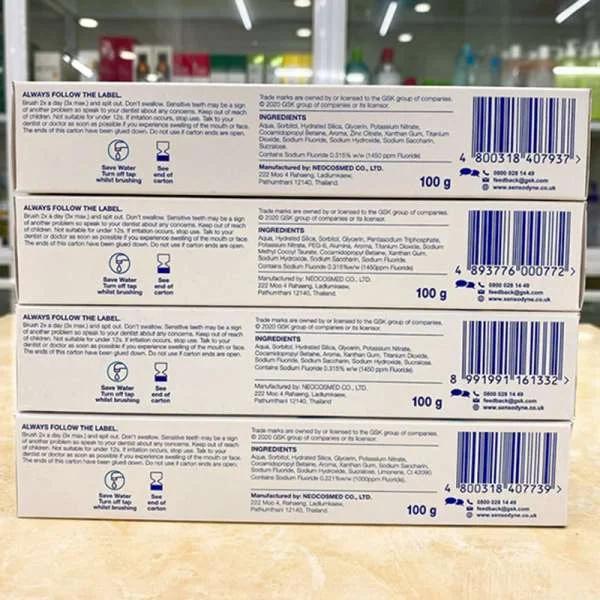 ALWAYS FOLLOW THE LABEL.
Brush 2x a day (3x max.) and spit out. Don't swallow. Sensitive teeth may be a sign
of another problem so speak to your dentist about any concerns. Keep out of reach
of children. Not suitable for under 12s. If irritation occurs, stop use. Talk to your
dentist or doctor as soon as possible if you experience swelling of the mouth or face.
The ends of this carton have been glued down. Do not use if carton ends are open.
Save Water
Turn off tap
whilst brushing
See
end of
carton
Trade marks are owned by or licensed to the GSK group of companies.
© 2020 GSK group of companies or its licensor.
INGREDIENTS
Aqua, Sorbitol, Hydrated Silica, Glycerin, Potassium Nitrate,
Cocamidopropyl Betaine, Aroma, Zinc Citrate, Xanthan Gum, Titanium
Dioxide, Sodium Fluoride, Sodium Hydroxide, Sodium Saccharin,
Sucralose.
Contains Sodium Fluoride 0.315% w/w (1450 ppm Fluoride).
Manufactured by: NEOCOSMED CO., LTD.
222 Moo 4 Rahaeng, Ladlumkaew,
Pathumthani 12140, Thailand.
100 g
4 800318 407937 >
0800 028 14 49
feedback@gsk.com
www.sensodyne.co.uk
ALWAYS FOLLOW THE LABEL.
Brush 2x a day (3x max.) and spit out. Don't swallow. Sensitive teeth may be a sign
of another problem so speak to your dentist about any concerns. Keep out of reach
of children. Not suitable for under 12s. If irritation occurs, stop use. Talk to your
dentist or doctor as soon as possible if you experience swelling of the mouth or face.
The ends of this carton have been glued down. Do not use if carton ends are open.
Save Water
Turn off tap
whilst brushing
See
end of
carton
Trade marks are owned by or licensed to the GSK group of companies.
© 2020 GSK group of companies or its licensor.
INGREDIENTS
Aqua, Hydrated Silica, Sorbitol, Glycerin, Pentasodium Triphosphate,
Potassium Nitrate, PEG-6, Alumina, Aroma, Titanium Dioxide, Sodium
Methyl Cocoyl Taurate, Cocamidopropyl Betaine, Xanthan Gum,
Sodium Hydroxide, Sodium Saccharin, Sodium Fluoride.
Contains Sodium Fluoride 0.315%w/w (1450ppm Fluoride).
Manufactured by: NEOCOSMED CO., LTD.
222 Moo 4 Rahaeng, Ladlumkaew,
Pathumthani 12140, Thailand.
100 g
4 893776 000772 >
0800 028 14 49
feedback@gsk.com
www.sensodyne.co.uk
ALWAYS FOLLOW THE LABEL.
Brush 2x a day (3x max.) and spit out. Don't swallow. Sensitive teeth may be a sign
of another problem so speak to your dentist about any concerns. Keep out of reach
of children. Not suitable for under 12s. If irritation occurs, stop use. Talk to your
dentist or doctor as soon as possible if you experience swelling of the mouth or face.
The ends of this carton have been glued down. Do not use if carton ends are open.
Save Water
Turn off tap
whilst brushing
See
end of
carton
Trade marks are owned by or licensed to the GSK group of companies.
© 2020 GSK group of companies or its licensor.
INGREDIENTS
Aqua, Sorbitol, Hydrated Silica, Glycerin, Potassium Nitrate,
Cocamidopropyl Betaine, Aroma, Xanthan Gum, Titanium Dioxide,
Sodium Fluoride, Sodium Saccharin, Sodium Hydroxide, Sucralose.
Contains Sodium Fluoride 0.315% w/w (1450 ppm Fluoride).
Manufactured by: NEOCOSMED CO., LTD.
222 Moo 4 Rahaeng, Ladlumkaew,
Pathumthani 12140, Thailand
100 g
8 991991 161332 >
0800 028 14 49
feedback@gsk.com
www.sensodyne.co.uk
ALWAYS FOLLOW THE LABEL.
Brush 2x a day (3x max.) and spit out. Don't swallow. Sensitive teeth may be a sign
of another problem so speak to your dentist about any concerns. Keep out of reach
of children. Not suitable for under 12s. If irritation occurs, stop use. Talk to your
dentist or doctor as soon as possible if you experience swelling of the mouth or face.
The ends of this carton have been glued down. Do not use if carton ends are open.
Save Water
Turn off tap
whilst brushing
See
end of
carton
Trade marks are owned by or licensed to the GSK group of companies.
© 2020 GSK group of companies or its licensor.
INGREDIENTS
Aqua, Sorbitol, Hydrated Silica, Glycerin, Potassium Nitrate,
Cocamidopropyl Betaine, Aroma, Xanthan Gum, Sodium Saccharin,
Sodium Fluoride, Sodium Hydroxide, Sucralose, Limonene, CI 42090.
Contains Sodium Fluoride 0.221%w/w (1000ppm Fluoride).
Manufactured by: NEOCOSMED CO., LTD.
222 Moo 4, Rahaeng, Ladlumkaew,
Pathumthani 12140, Thailand.
100 g
4 800318 407739 >
0800 028 14 49
feedback@gsk.com
www.sensodyne.co.uk